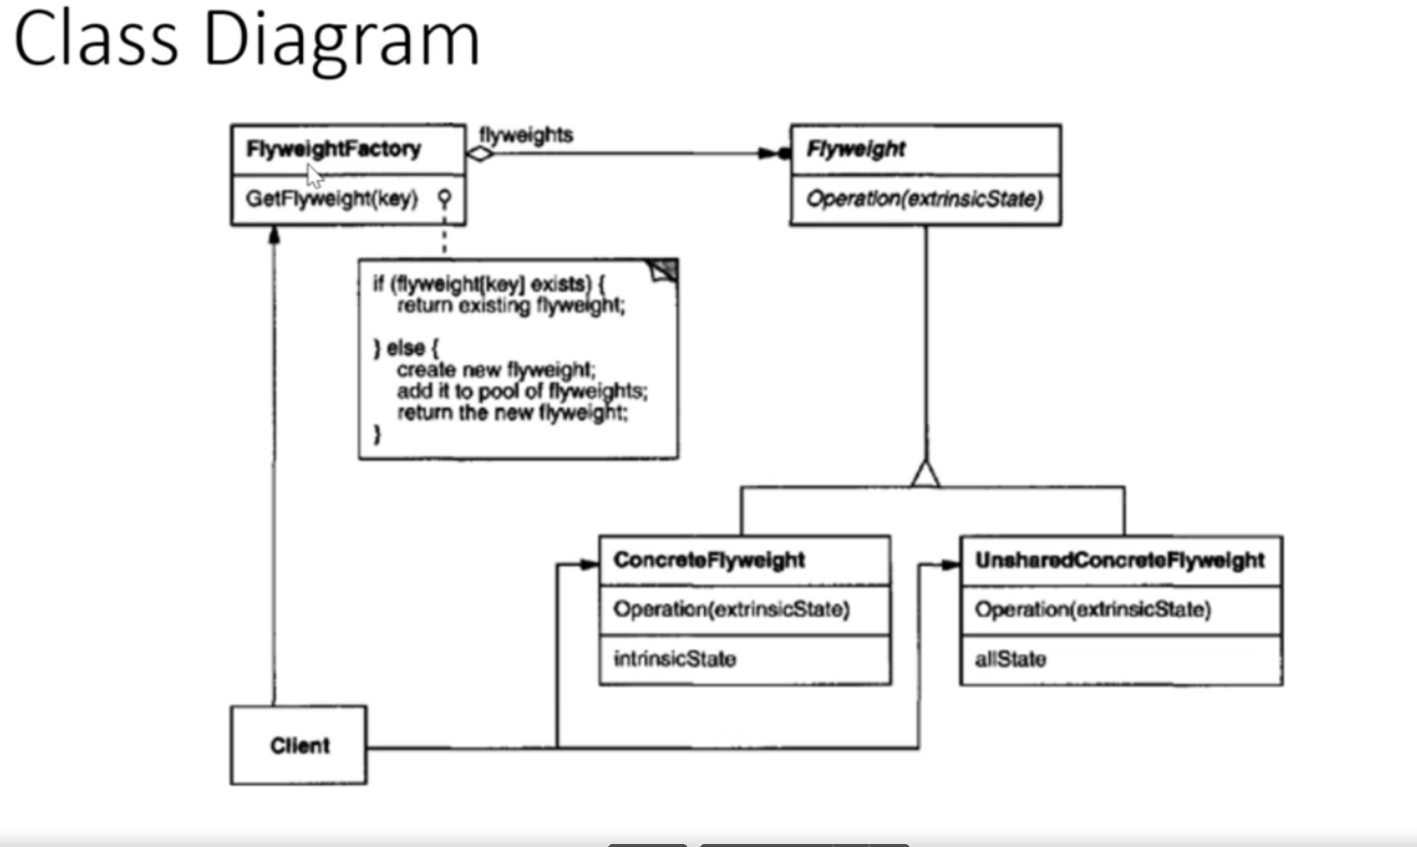 Class Diagram
FlyweightFactory
GetFlyweight(key)
flyweights
Flyweight
Operation(extrinsicState)
if (flyweight[key] exists) {
return existing flyweight;
} else {
create new flyweight;
add it to pool of flyweights;
return the new flyweight;
}
ConcreteFlyweight
Operation(extrinsicState)
intrinsicState
UnsharedConcreteFlyweight
Operation(extrinsicState)
allState
Client